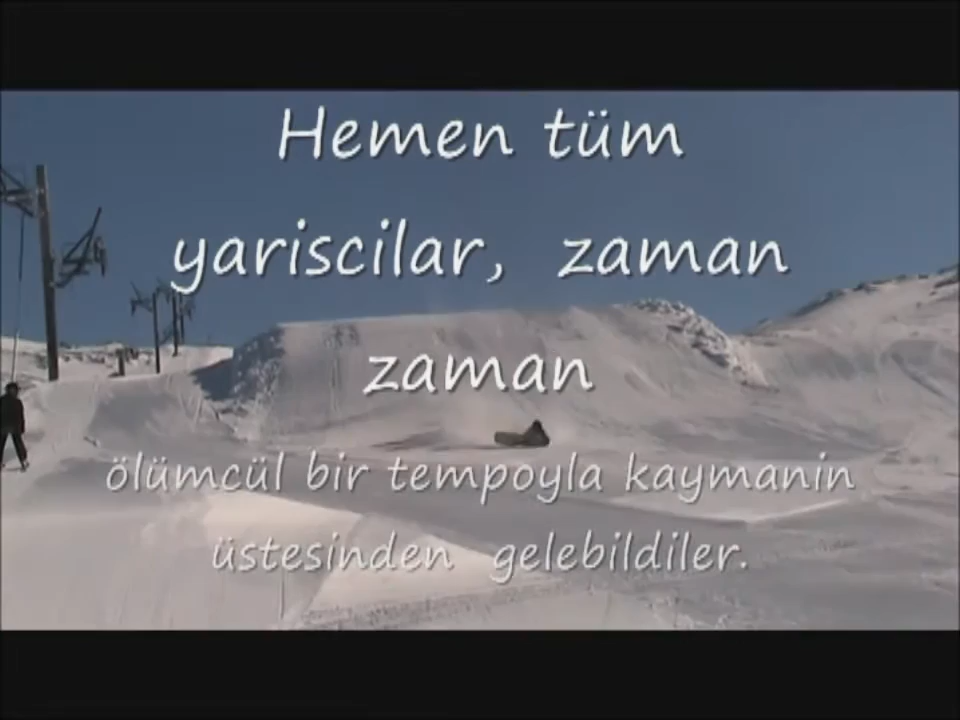 Hemen tüm
yariscilar, zaman
zaman
ölümcül bir tempoyla kaymanin
üstesinden gelebildiler.